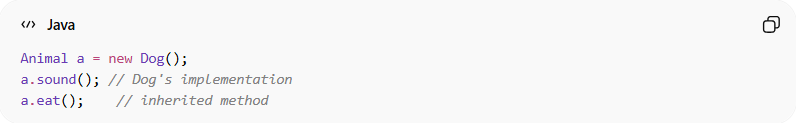 </> Java
Animal a = new Dog();
a.sound(); // Dog's implementation
a.eat();    // inherited method